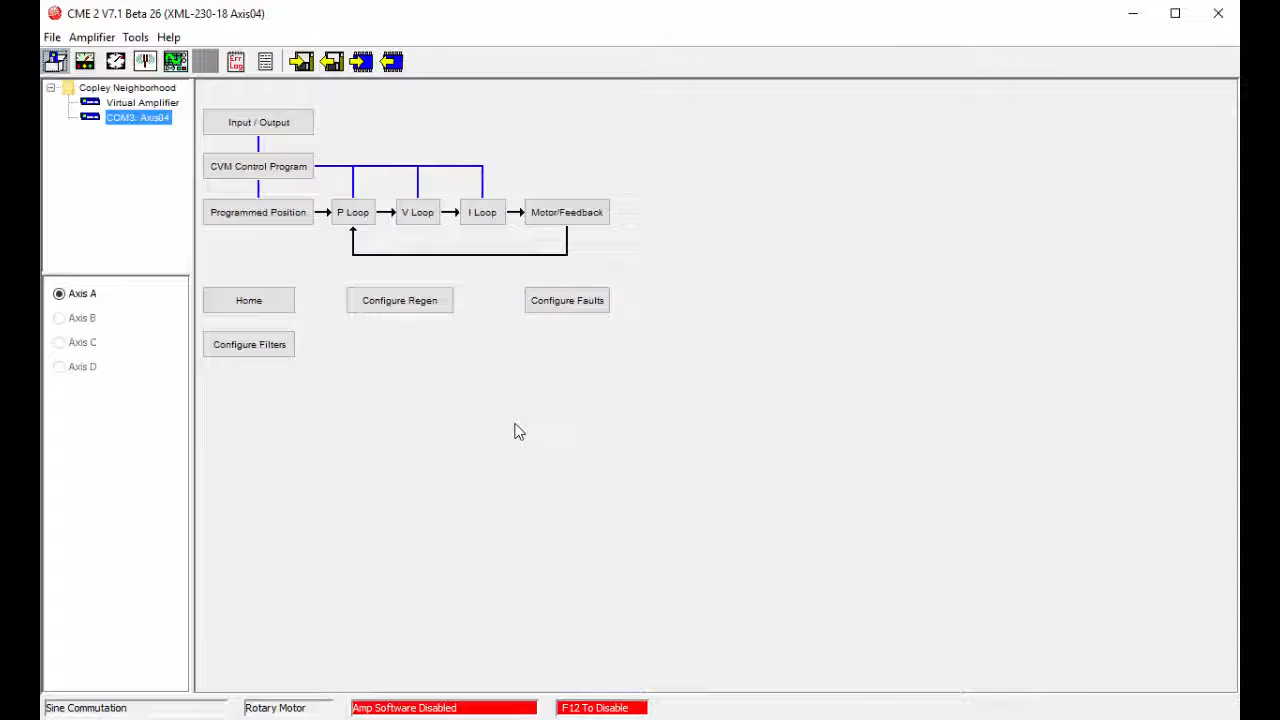 CME 2 V7.1 Beta 26 (XML-230-18 Axis04)
File Amplifier Tools Help
Err Log
Copley Neighborhood
Virtual Amplifier
COM3: Axis04
Axis A
Axis B
Axis C
Axis D
Input / Output
CVM Control Program
Programmed Position P Loop V Loop I Loop Motor/Feedback
Home Configure Regen Configure Faults
Configure Filters
Sine Commutation Rotary Motor Amp Software Disabled F12 To Disable